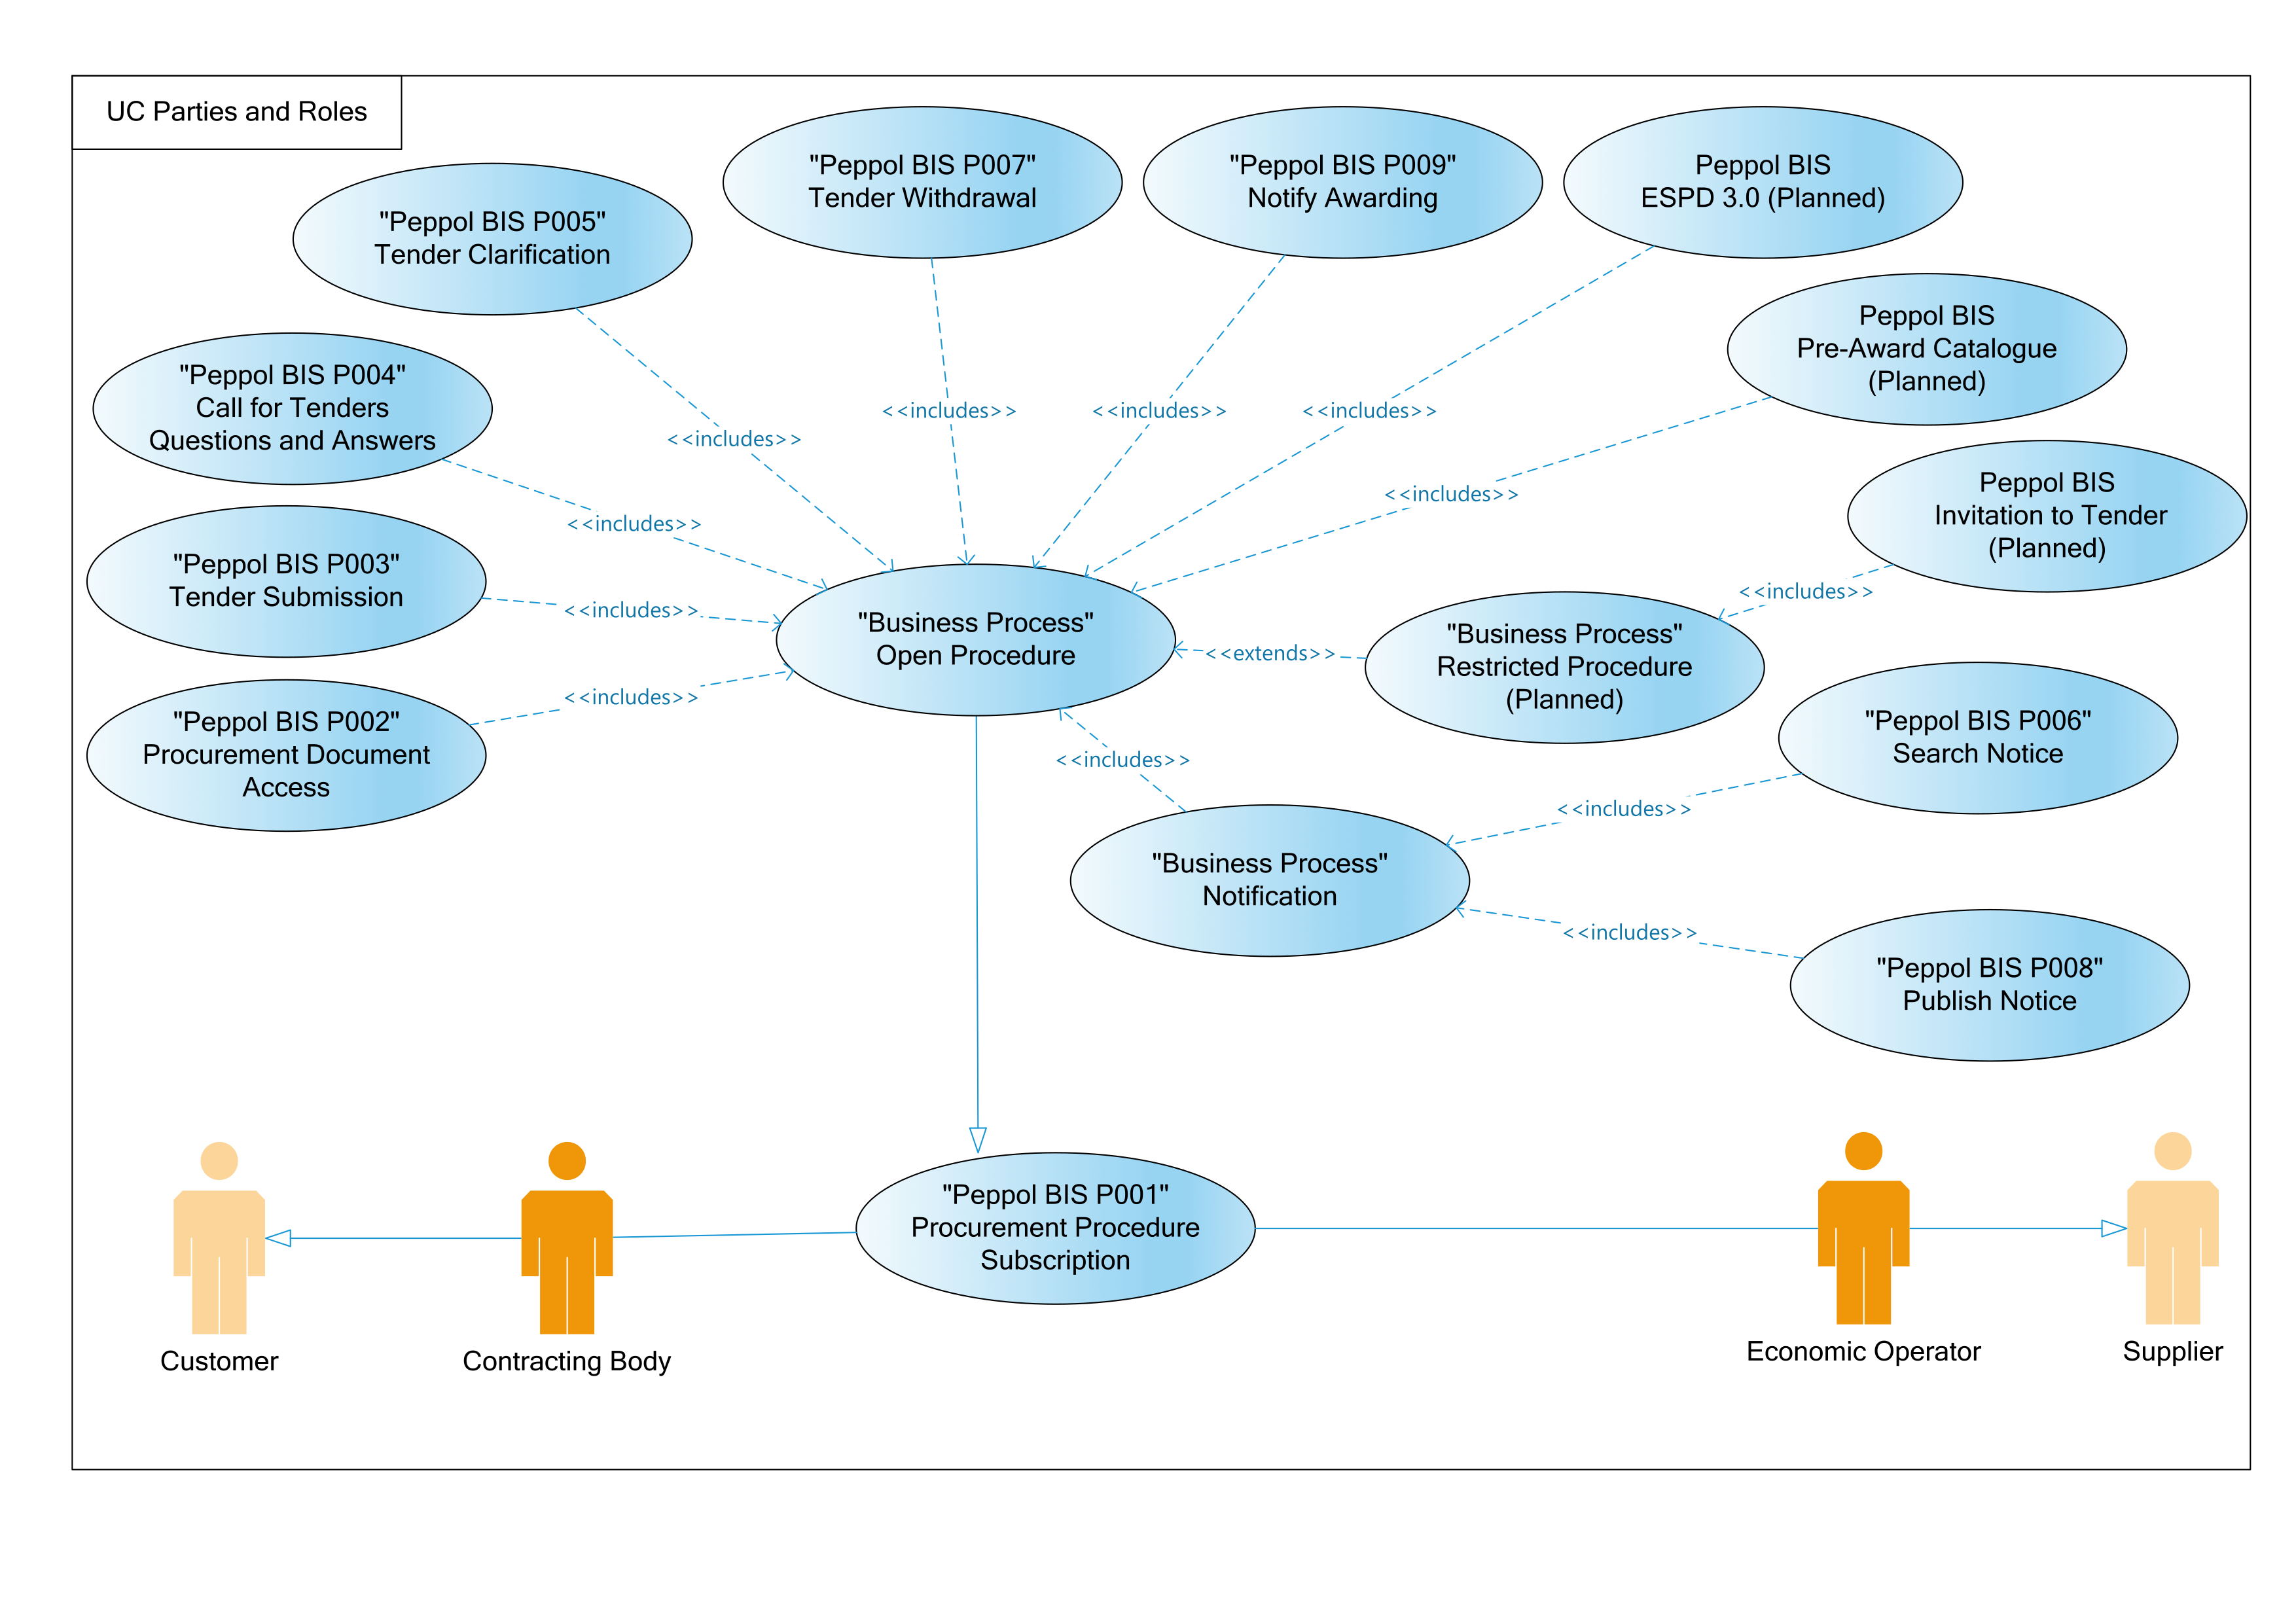 UC Parties and Roles
"Peppol BIS P007"
Tender Withdrawal
"Peppol BIS P009"
Notify Awarding
Peppol BIS
ESPD 3.0 (Planned)
"Peppol BIS P005"
Tender Clarification
Peppol BIS
Pre-Award Catalogue
(Planned)
"Peppol BIS P004"
Call for Tenders
Questions and Answers
<<includes>>
<<includes>>
<<includes>>
<<includes>>
<<includes>>
Peppol BIS
Invitation to Tender
(Planned)
<<includes>>
"Peppol BIS P003"
Tender Submission
<<includes>>
<<includes>>
"Business Process"
Open Procedure
<<extends>>
"Business Process"
Restricted Procedure
(Planned)
"Peppol BIS P002"
Procurement Document
Access
<<includes>>
"Peppol BIS P006"
Search Notice
<<includes>>
<<includes>>
"Business Process"
Notification
<<includes>>
"Peppol BIS P008"
Publish Notice
"Peppol BIS P001"
Procurement Procedure
Subscription
Customer
Contracting Body
Economic Operator
Supplier